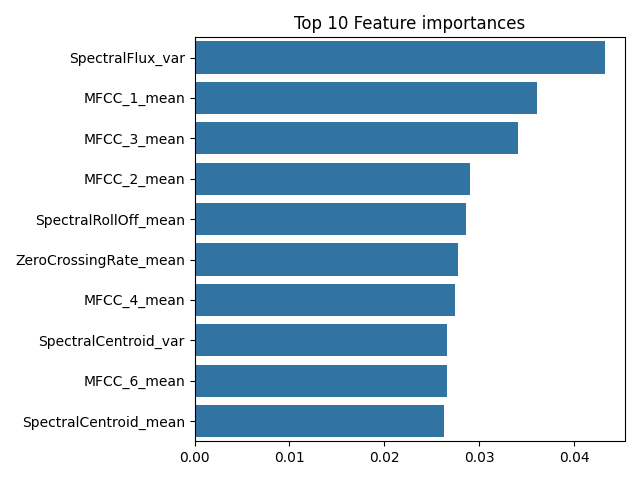 Top 10 Feature importances
SpectralFlux_var
MFCC_1_mean
MFCC_3_mean
MFCC_2_mean
SpectralRollOff_mean
ZeroCrossingRate_mean
MFCC_4_mean
SpectralCentroid_var
MFCC_6_mean
SpectralCentroid_mean
0.00 0.01 0.02 0.03 0.04